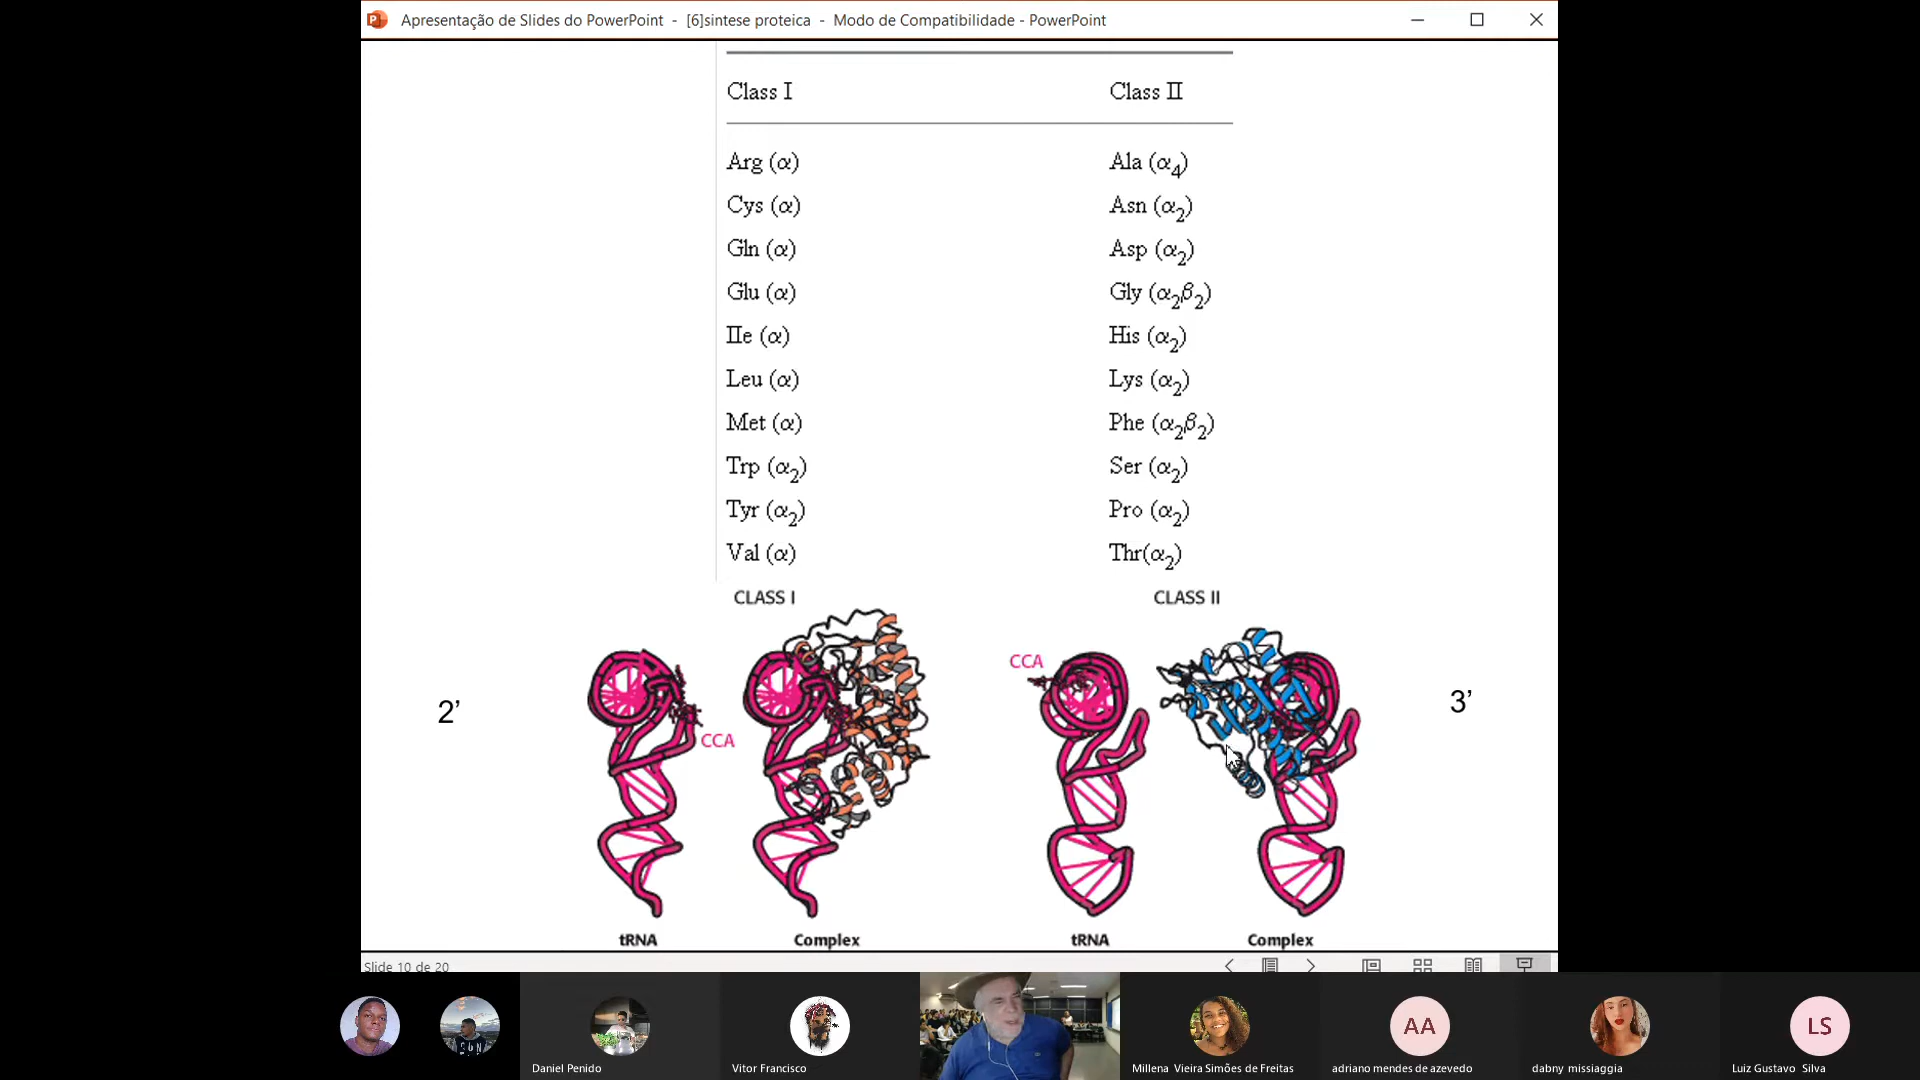 Apresentação de Slides do PowerPoint - [6]sintese proteica - Modo de Compatibilidade - PowerPoint
Class I Class II
Arg (α) Ala (α4)
Cys (α) Asn (α2)
Gln (α) Asp (α2)
Glu (α) Gly (α2β2)
IIe (α) His (α2)
Leu (α) Lys (α2)
Met (α) Phe (α2β2)
Trp (α2) Ser (α2)
Tyr (α2) Pro (α2)
Val (α) Thr(α2)
CLASS I CLASS II
CCA
2’ 3’
CCA
tRNA Complex tRNA Complex
Slide 10 de 20
AA LS
Daniel Penido Vitor Francisco Millena Vieira Simões de Freitas adriano mendes de azevedo dabny missiaggia Luiz Gustavo Silva